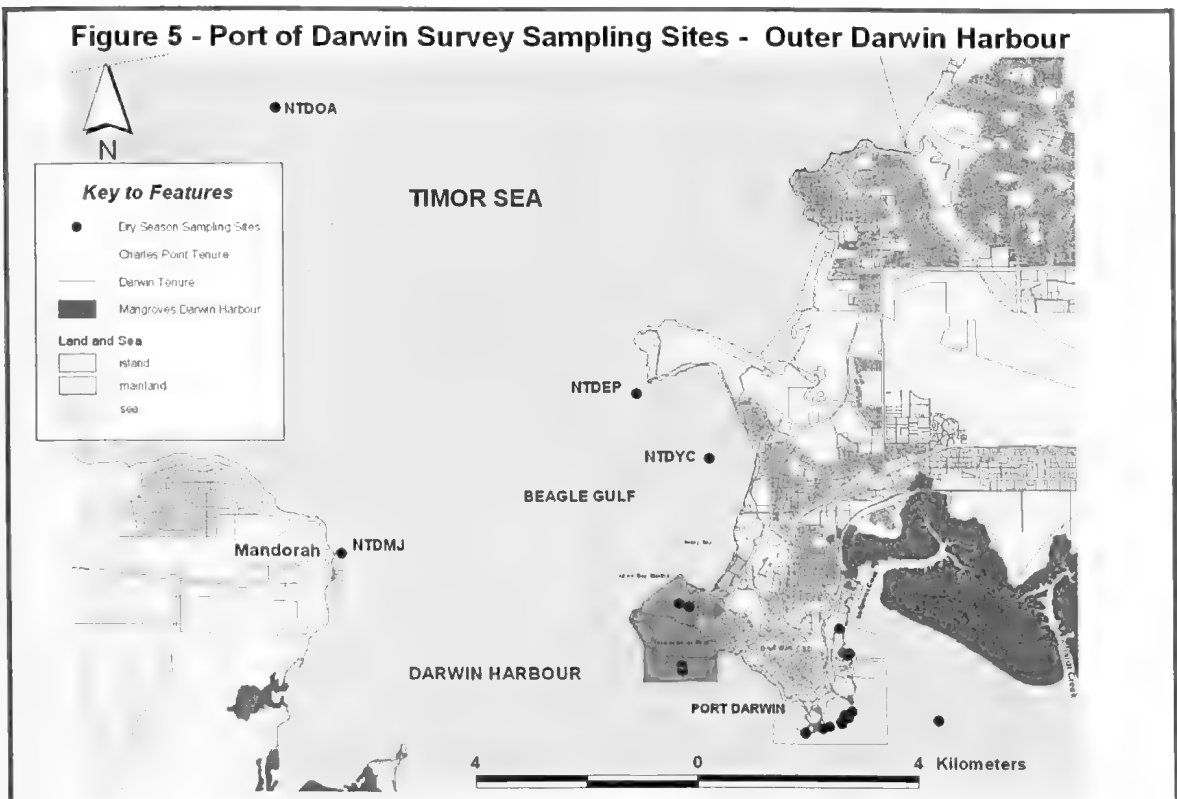 Figure 5 - Port of Darwin Survey Sampling Sites - Outer Darwin Harbour
NTDOA
N
Key to Features
Dry Season Sampling Sites
Charles Point Tenure
Darwin Tenure
Mangroves Darwin Harbour
Land and Sea
island
mainland
sea
TIMOR SEA
NTDEP
NTDYC
BEAGLE GULF
Mandorah
NTDMJ
DARWIN HARBOUR
PORT DARWIN
Creek
4 0 4 Kilometers